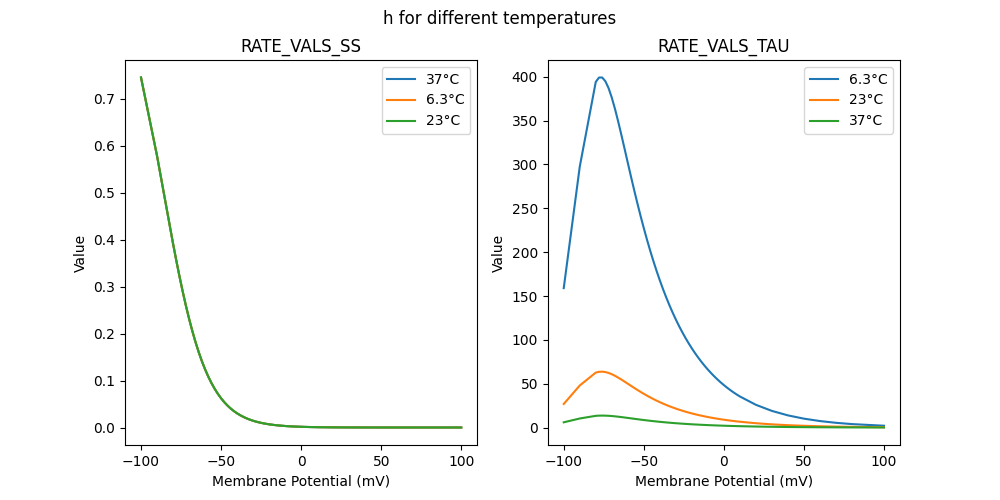 h for different temperatures
RATE_VALS_SS
37°C
6.3°C
23°C
0.7
0.6
0.5
0.4
0.3
0.2
0.1
0.0
Value
−100
−50
0
50
100
Membrane Potential (mV)
RATE_VALS_TAU
6.3°C
23°C
37°C
400
350
300
250
200
150
100
50
0
Value
−100
−50
0
50
100
Membrane Potential (mV)